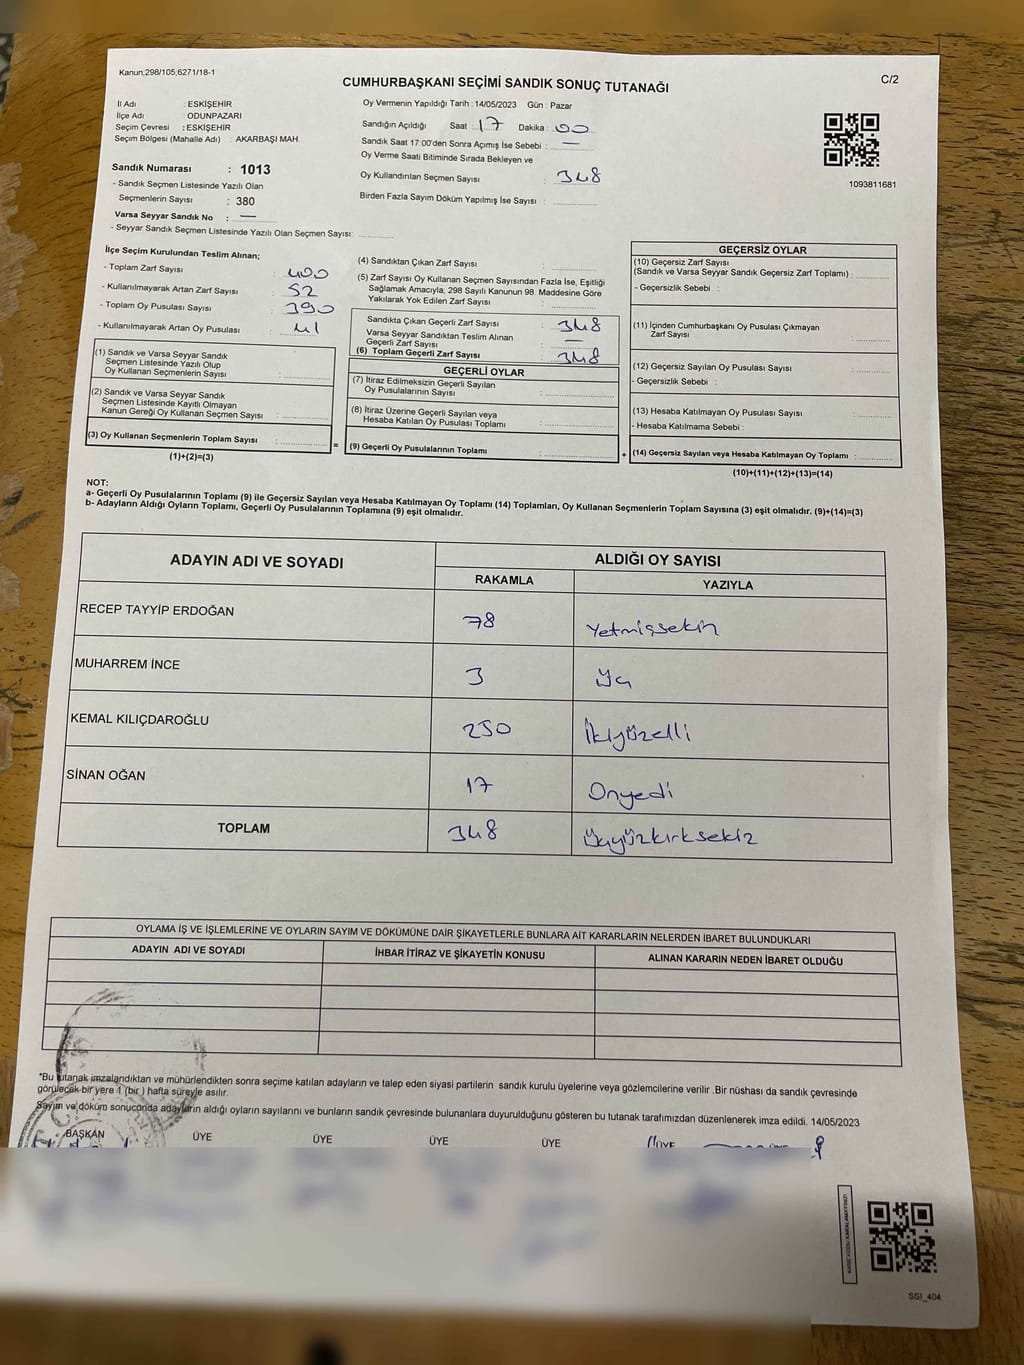 Kanun;298/105,6271/18-1
CUMHURBAŞKANI SEÇİMİ SANDIK SONUÇ TUTANAĞI
C/2
İl Adı : ESKİŞEHİR
İlçe Adı : ODUNPAZARI
Seçim Çevresi : ESKİŞEHİR
Seçim Bölgesi (Mahalle Adı) : AKARBAŞI MAH.
Sandık Numarası : 1013
- Sandık Seçmen Listesinde Yazılı Olan
Seçmenlerin Sayısı : 380
Varsa Seyyar Sandık No : —
- Seyyar Sandık Seçmen Listesinde Yazılı Olan Seçmen Sayısı:
Oy Vermenin Yapıldığı Tarih : 14/05/2023 Gün : Pazar
Sandığın Açıldığı Saat : 17 Dakika : 00
Sandık Saat 17:00'den Sonra Açımış İse Sebebi : —
Oy Verme Saati Bitiminde Sırada Bekleyen ve
Oy Kullandırılan Seçmen Sayısı : 348
Birden Fazla Sayım Döküm Yapılmış İse Sayısı :
1093811681
İlçe Seçim Kurulundan Teslim Alınan;
- Toplam Zarf Sayısı : 400
- Kullanılmayarak Artan Zarf Sayısı : 52
- Toplam Oy Pusulası Sayısı : 390
- Kullanılmayarak Artan Oy Pusulası : 41
(1) Sandık ve Varsa Seyyar Sandık
Seçmen Listesinde Yazılı Olup
Oy Kullanan Seçmenlerin Sayısı :
(2) Sandık ve Varsa Seyyar Sandık
Seçmen Listesinde Kayıtlı Olmayan
Kanun Gereği Oy Kullanan Seçmen Sayısı :
(3) Oy Kullanan Seçmenlerin Toplam Sayısı :
(1)+(2)=(3)
(4) Sandıktan Çıkan Zarf Sayısı :
(5) Zarf Sayısı Oy Kullanan Seçmen Sayısından Fazla İse, Eşitliği
Sağlamak Amacıyla; 298 Sayılı Kanunun 98. Maddesine Göre
Yakılarak Yok Edilen Zarf Sayısı :
Sandıkta Çıkan Geçerli Zarf Sayısı : 348
Varsa Seyyar Sandıktan Teslim Alınan
Geçerli Zarf Sayısı : —
(6) Toplam Geçerli Zarf Sayısı : 348
GEÇERLİ OYLAR
(7) İtiraz Edilmeksizin Geçerli Sayılan
Oy Pusulalarının Sayısı :
(8) İtiraz Üzerine Geçerli Sayılan veya
Hesaba Katılan Oy Pusulası Toplamı :
= (9) Geçerli Oy Pusulalarının Toplamı :
GEÇERSİZ OYLAR
(10) Geçersiz Zarf Sayısı
(Sandık ve Varsa Seyyar Sandık Geçersiz Zarf Toplamı) :
- Geçersizlik Sebebi :
(11) İçinden Cumhurbaşkanı Oy Pusulası Çıkmayan
Zarf Sayısı :
(12) Geçersiz Sayılan Oy Pusulası Sayısı :
- Geçersizlik Sebebi :
(13) Hesaba Katılmayan Oy Pusulası Sayısı :
- Hesaba Katılmama Sebebi :
+ (14) Geçersiz Sayılan veya Hesaba Katılmayan Oy Toplamı :
(10)+(11)+(12)+(13)=(14)
NOT:
a- Geçerli Oy Pusulalarının Toplamı (9) ile Geçersiz Sayılan veya Hesaba Katılmayan Oy Toplamı (14) Toplamları, Oy Kullanan Seçmenlerin Toplam Sayısına (3) eşit olmalıdır. (9)+(14)=(3)
b- Adayların Aldığı Oyların Toplamı, Geçerli Oy Pusulalarının Toplamına (9) eşit olmalıdır.
ADAYIN ADI VE SOYADI ALDIĞI OY SAYISI
RAKAMLA YAZIYLA
RECEP TAYYİP ERDOĞAN 78 Yetmişsekiz
MUHARREM İNCE 3 Üç
KEMAL KILIÇDAROĞLU 250 İkiyüzelli
SİNAN OĞAN 17 Onyedi
TOPLAM 348 Üçyüzkırksekiz
OYLAMA İŞ VE İŞLEMLERİNE VE OYLARIN SAYIM VE DÖKÜMÜNE DAİR ŞİKAYETLERLE BUNLARA AİT KARARLARIN NELERDEN İBARET BULUNDUKLARI
ADAYIN ADI VE SOYADI İHBAR İTİRAZ VE ŞİKAYETİN KONUSU ALINAN KARARIN NEDEN İBARET OLDUĞU
*Bu tutanak imzalandıktan ve mühürlendikten sonra seçime katılan adayların ve talep eden siyasi partilerin sandık kurulu üyelerine veya gözlemcilerine verilir .Bir nüshası da sandık çevresinde
görülecek bir yere 1 (bir ) hafta süreyle asılır.
Sayım ve döküm sonucunda adayların aldığı oyların sayılarını ve bunların sandık çevresinde bulunanlara duyurulduğunu gösteren bu tutanak tarafımızdan düzenlenerek imza edildi. 14/05/2023
BAŞKAN ÜYE ÜYE ÜYE ÜYE ÜYE
SSI_404